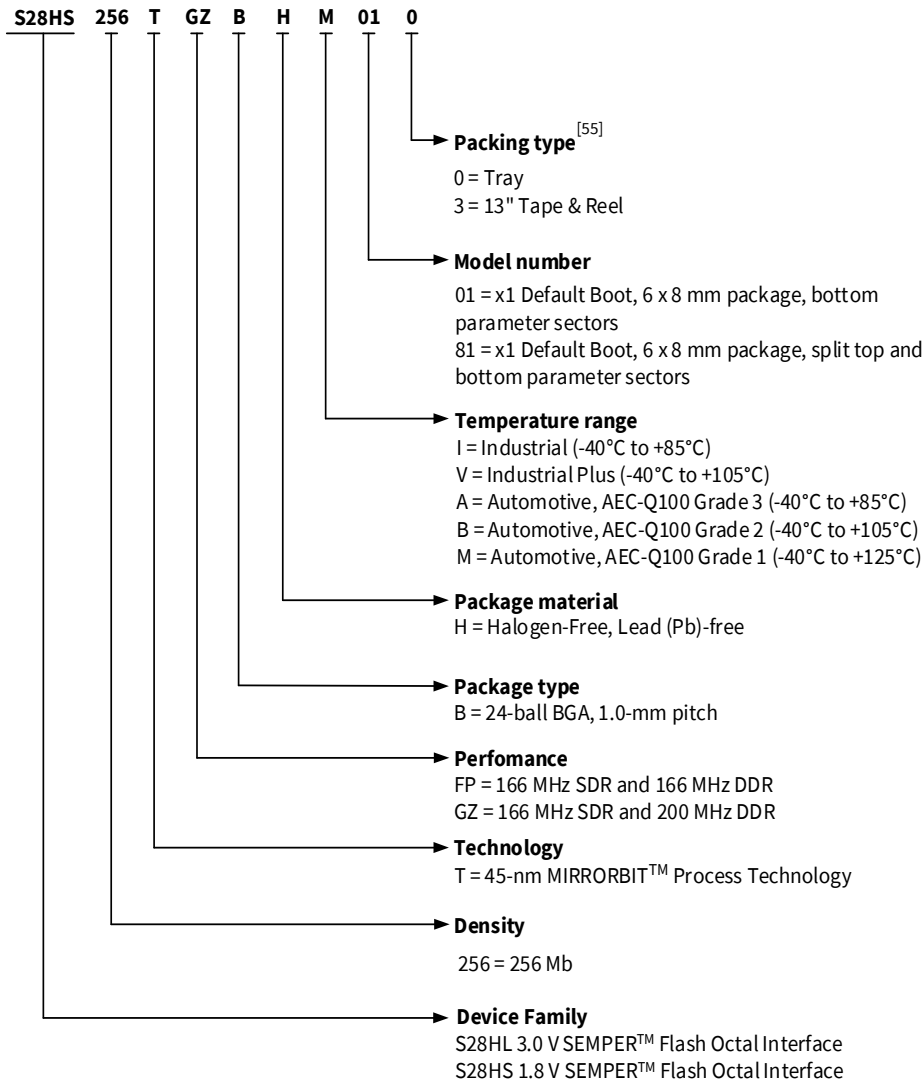 S28HS 256 T GZ B H M 01 0
Packing type[55]
0 = Tray
3 = 13" Tape & Reel
Model number
01 = x1 Default Boot, 6 x 8 mm package, bottom
parameter sectors
81 = x1 Default Boot, 6 x 8 mm package, split top and
bottom parameter sectors
Temperature range
I = Industrial (-40°C to +85°C)
V = Industrial Plus (-40°C to +105°C)
A = Automotive, AEC-Q100 Grade 3 (-40°C to +85°C)
B = Automotive, AEC-Q100 Grade 2 (-40°C to +105°C)
M = Automotive, AEC-Q100 Grade 1 (-40°C to +125°C)
Package material
H = Halogen-Free, Lead (Pb)-free
Package type
B = 24-ball BGA, 1.0-mm pitch
Perfomance
FP = 166 MHz SDR and 166 MHz DDR
GZ = 166 MHz SDR and 200 MHz DDR
Technology
T = 45-nm MIRRORBIT™ Process Technology
Density
256 = 256 Mb
Device Family
S28HL 3.0 V SEMPER™ Flash Octal Interface
S28HS 1.8 V SEMPER™ Flash Octal Interface